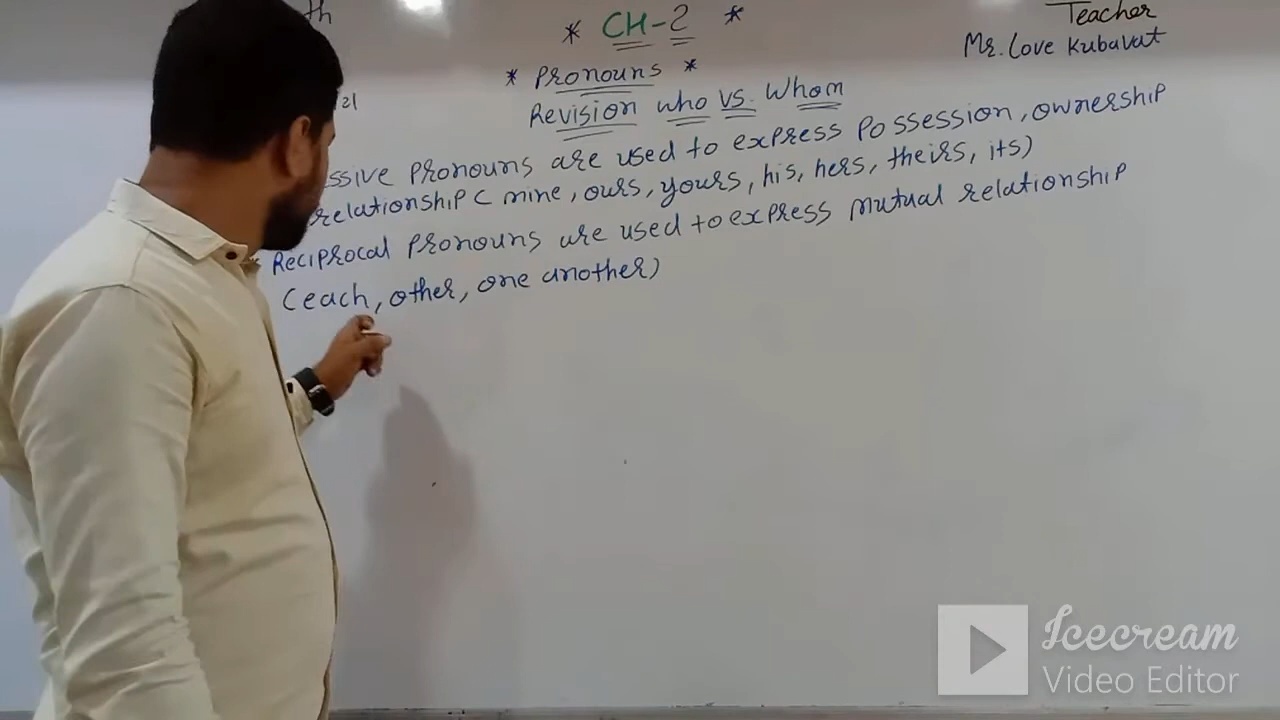 th
* CH-2 *
Teacher
Mr. Love Kubavat
* Pronouns *
21
Revision who vs. Whom
ssive pronouns are used to express possession, ownership
relationship ( mine, ours, yours, his, hers, theirs, its)
* Reciprocal pronouns are used to express mutual relationship
(each, other, one another)
Icecream
Video Editor